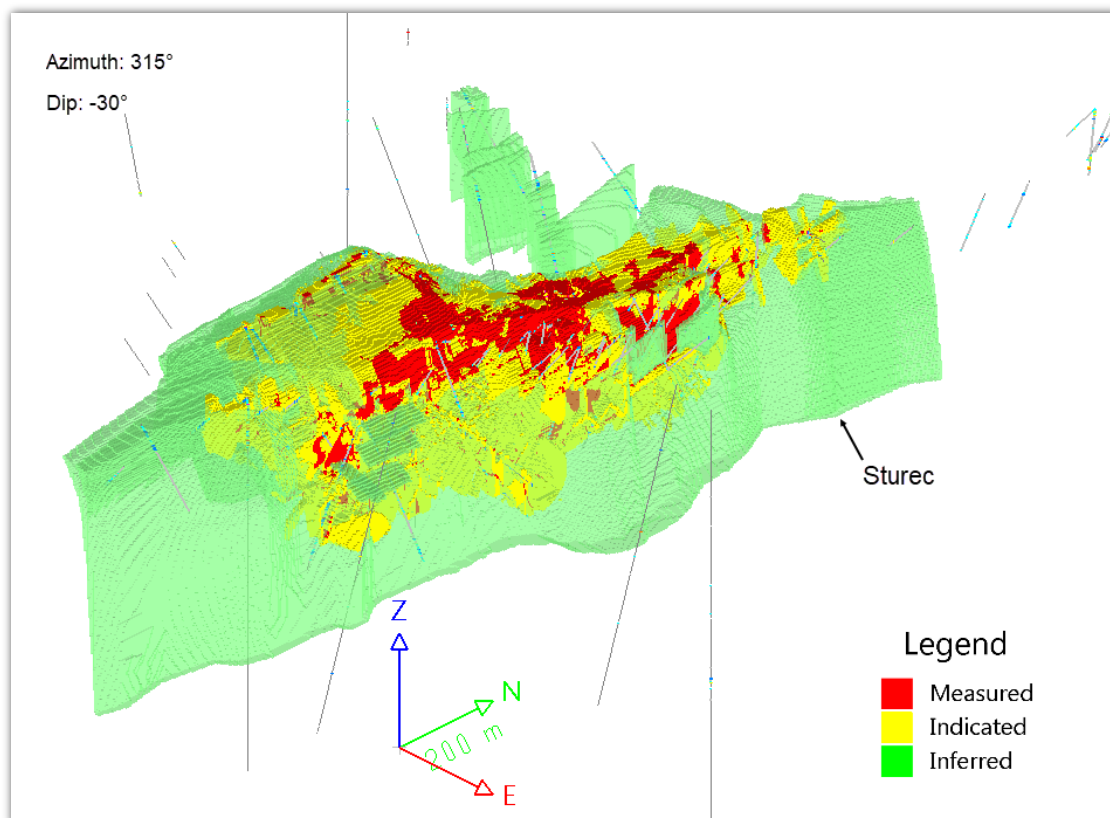 Azimuth: 315°
Dip: -30°
Sturec
Z
N
200 m
E
Legend
Measured
Indicated
Inferred